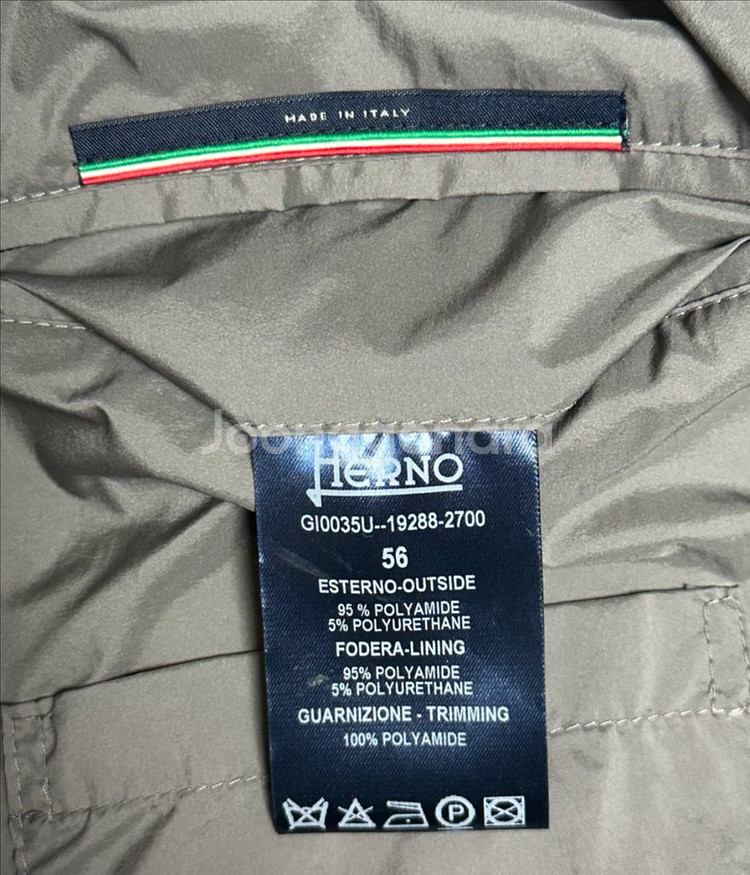 MADE IN ITALY
HERNO
GI0035U--19288-2700
56
ESTERNO-OUTSIDE
95 % POLYAMIDE
5% POLYURETHANE
FODERA-LINING
95% POLYAMIDE
5% POLYURETHANE
GUARNIZIONE - TRIMMING
100% POLYAMIDE
P